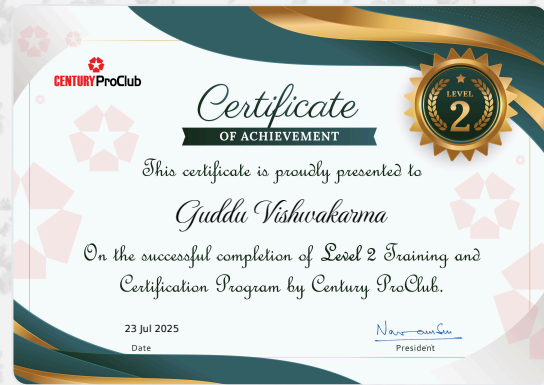 CENTURY ProClub
LEVEL
2
Certificate
OF ACHIEVEMENT
This certificate is proudly presented to
Guddu Vishwakarma
On the successful completion of Level 2 Training and
Certification Program by Century ProClub.
23 Jul 2025
Date
President